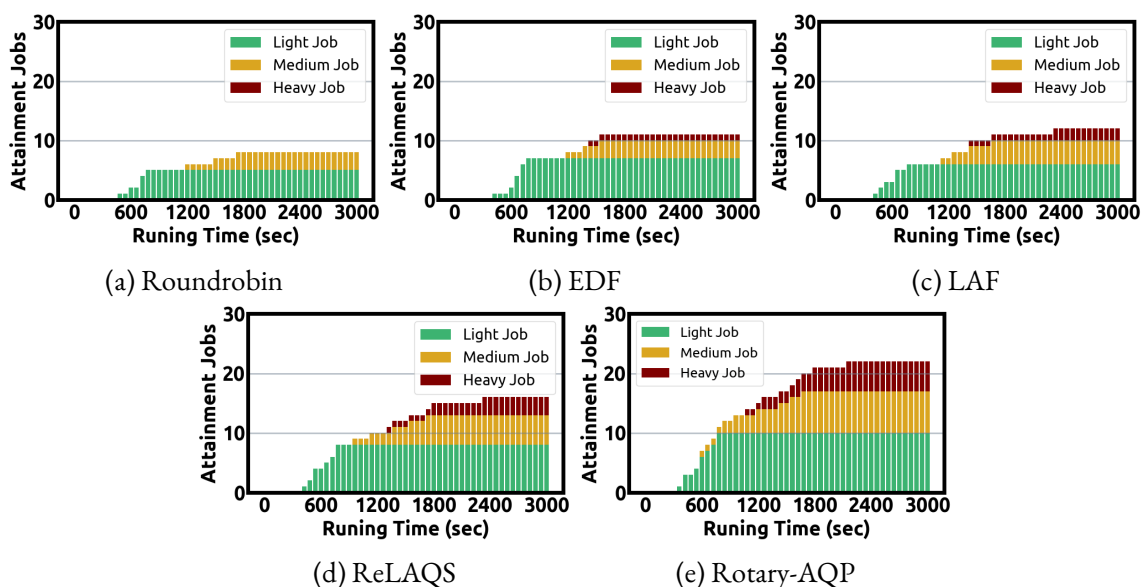 30
20
10
0
Attainment Jobs
Light Job
Medium Job
Heavy Job
0 600 1200 1800 2400 3000
Runing Time (sec)
(a) Roundrobin
30
20
10
0
Attainment Jobs
Light Job
Medium Job
Heavy Job
0 600 1200 1800 2400 3000
Runing Time (sec)
(b) EDF
30
20
10
0
Attainment Jobs
Light Job
Medium Job
Heavy Job
0 600 1200 1800 2400 3000
Runing Time (sec)
(c) LAF
30
20
10
0
Attainment Jobs
Light Job
Medium Job
Heavy Job
0 600 1200 1800 2400 3000
Runing Time (sec)
(d) ReLAQS
30
20
10
0
Attainment Jobs
Light Job
Medium Job
Heavy Job
0 600 1200 1800 2400 3000
Runing Time (sec)
(e) Rotary-AQP